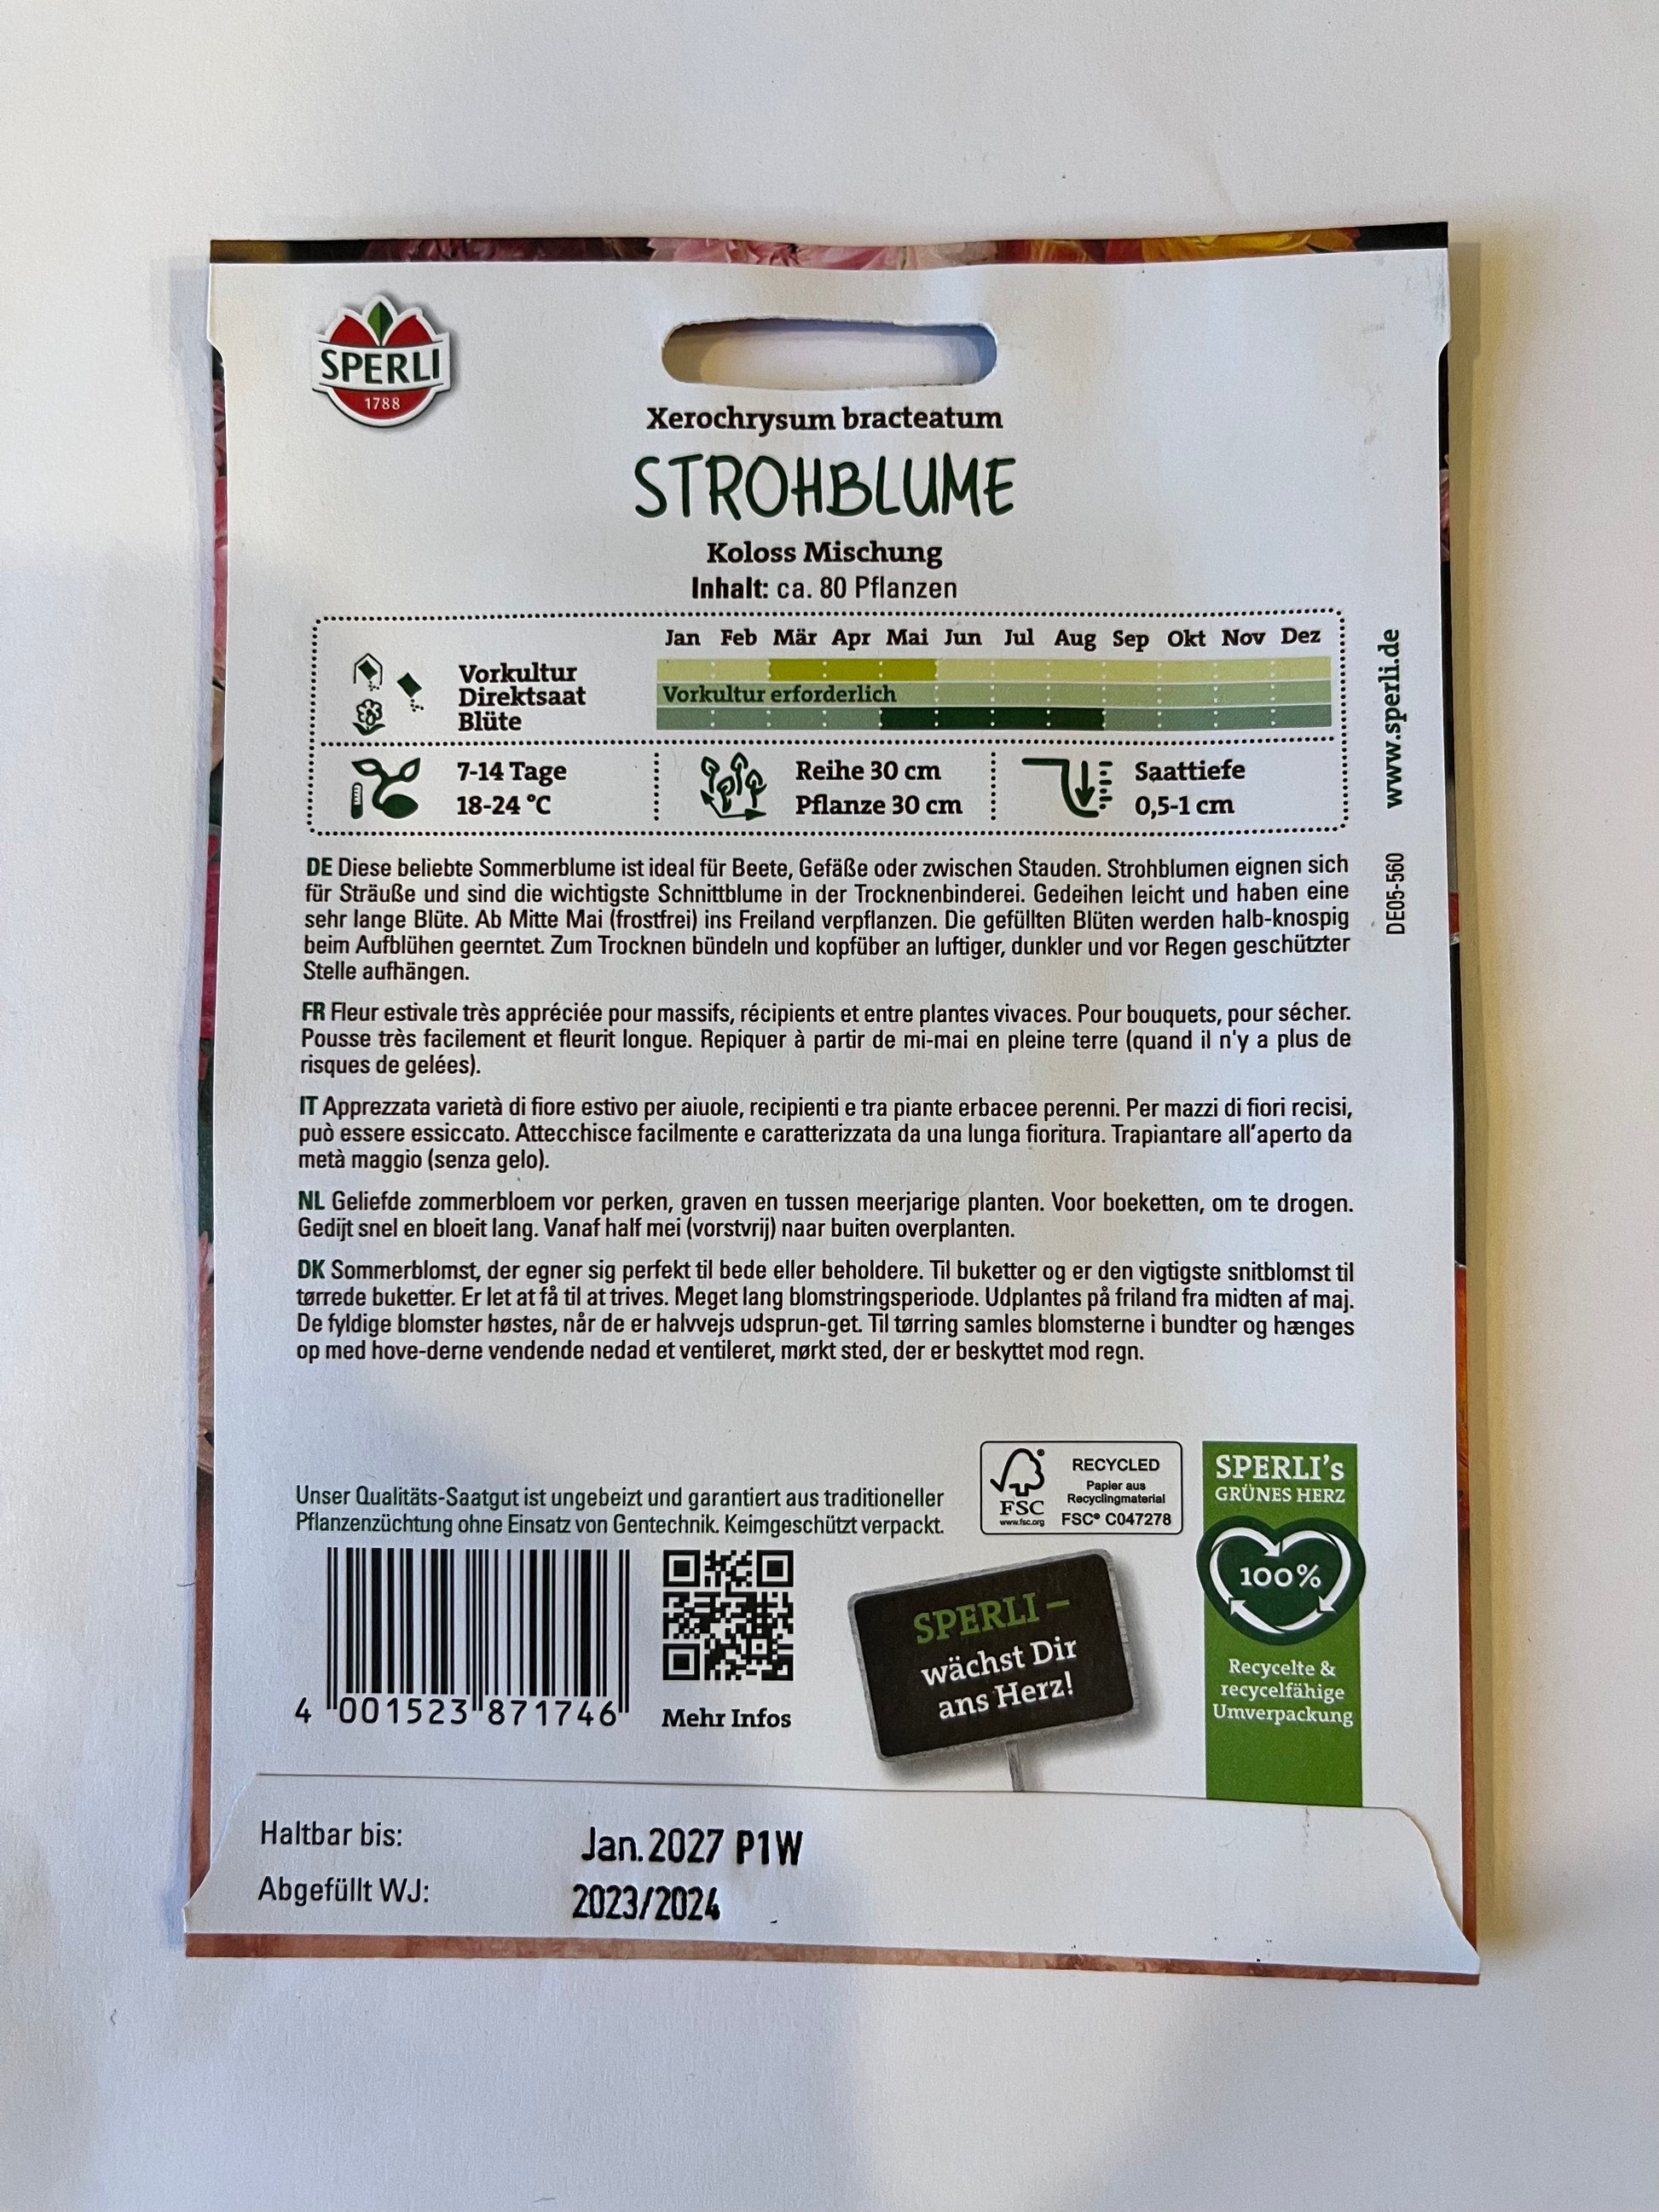 SPERLI
1788
Xerochrysum bracteatum
STROHBLUME
Koloss Mischung
Inhalt: ca. 80 Pflanzen
Jan Feb Mär Apr Mai Jun Jul Aug Sep Okt Nov Dez
Vorkultur
Direktsaat
Vorkultur erforderlich
Blüte
7-14 Tage
18-24 °C
Reihe 30 cm
Pflanze 30 cm
Saattiefe
0,5-1 cm
www.sperli.de
DE05-560
DE Diese beliebte Sommerblume ist ideal für Beete, Gefäße oder zwischen Stauden. Strohblumen eignen sich
für Sträuße und sind die wichtigste Schnittblume in der Trocknenbinderei. Gedeihen leicht und haben eine
sehr lange Blüte. Ab Mitte Mai (frostfrei) ins Freiland verpflanzen. Die gefüllten Blüten werden halb-knospig
beim Aufblühen geerntet. Zum Trocknen bündeln und kopfüber an luftiger, dunkler und vor Regen geschützter
Stelle aufhängen.
FR Fleur estivale très appréciée pour massifs, récipients et entre plantes vivaces. Pour bouquets, pour sécher.
Pousse très facilement et fleurit longue. Repiquer à partir de mi-mai en pleine terre (quand il n'y a plus de
risques de gelées).
IT Apprezzata varietà di fiore estivo per aiuole, recipienti e tra piante erbacee perenni. Per mazzi di fiori recisi,
può essere essiccato. Attecchisce facilmente e caratterizzata da una lunga fioritura. Trapiantare all'aperto da
metà maggio (senza gelo).
NL Geliefde zommerbloem vor perken, graven en tussen meerjarige planten. Voor boeketten, om te drogen.
Gedijt snel en bloeit lang. Vanaf half mei (vorstvrij) naar buiten overplanten.
DK Sommerblomst, der egner sig perfekt til bede eller beholdere. Til buketter og er den vigtigste snitblomst til
tørrede buketter. Er let at få til at trives. Meget lang blomstringsperiode. Udplantes på friland fra midten af maj.
De fyldige blomster høstes, når de er halvvejs udsprun-get. Til tørring samles blomsterne i bundter og hænges
op med hove-derne vendende nedad et ventileret, mørkt sted, der er beskyttet mod regn.
Unser Qualitäts-Saatgut ist ungebeizt und garantiert aus traditioneller
Pflanzenzüchtung ohne Einsatz von Gentechnik. Keimgeschützt verpackt.
4 001523 871746
Mehr Infos
FSC
www.fsc.org
RECYCLED
Papier aus
Recyclingmaterial
FSC® C047278
SPERLI –
wächst Dir
ans Herz!
SPERLI's
GRÜNES HERZ
100%
Recycelte &
recycelfähige
Umverpackung
Haltbar bis: Jan.2027 P1W
Abgefüllt WJ: 2023/2024